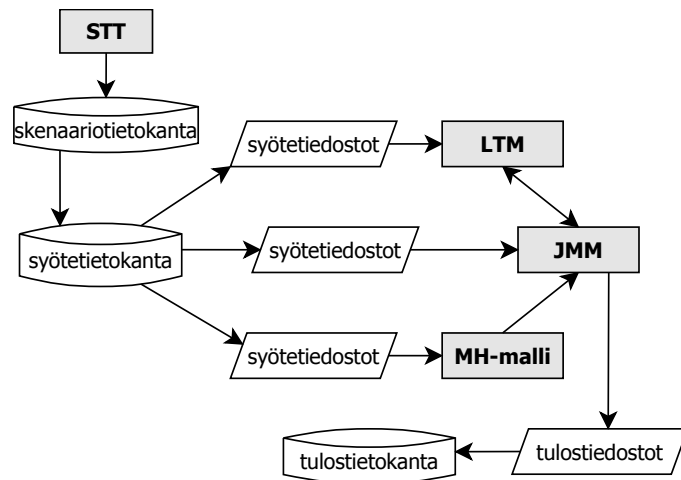 STT
skenaariotietokanta
syötetiedostot
LTM
syötetietokanta
syötetiedostot
JMM
syötetiedostot
MH-malli
tulostietokanta
tulostiedostot